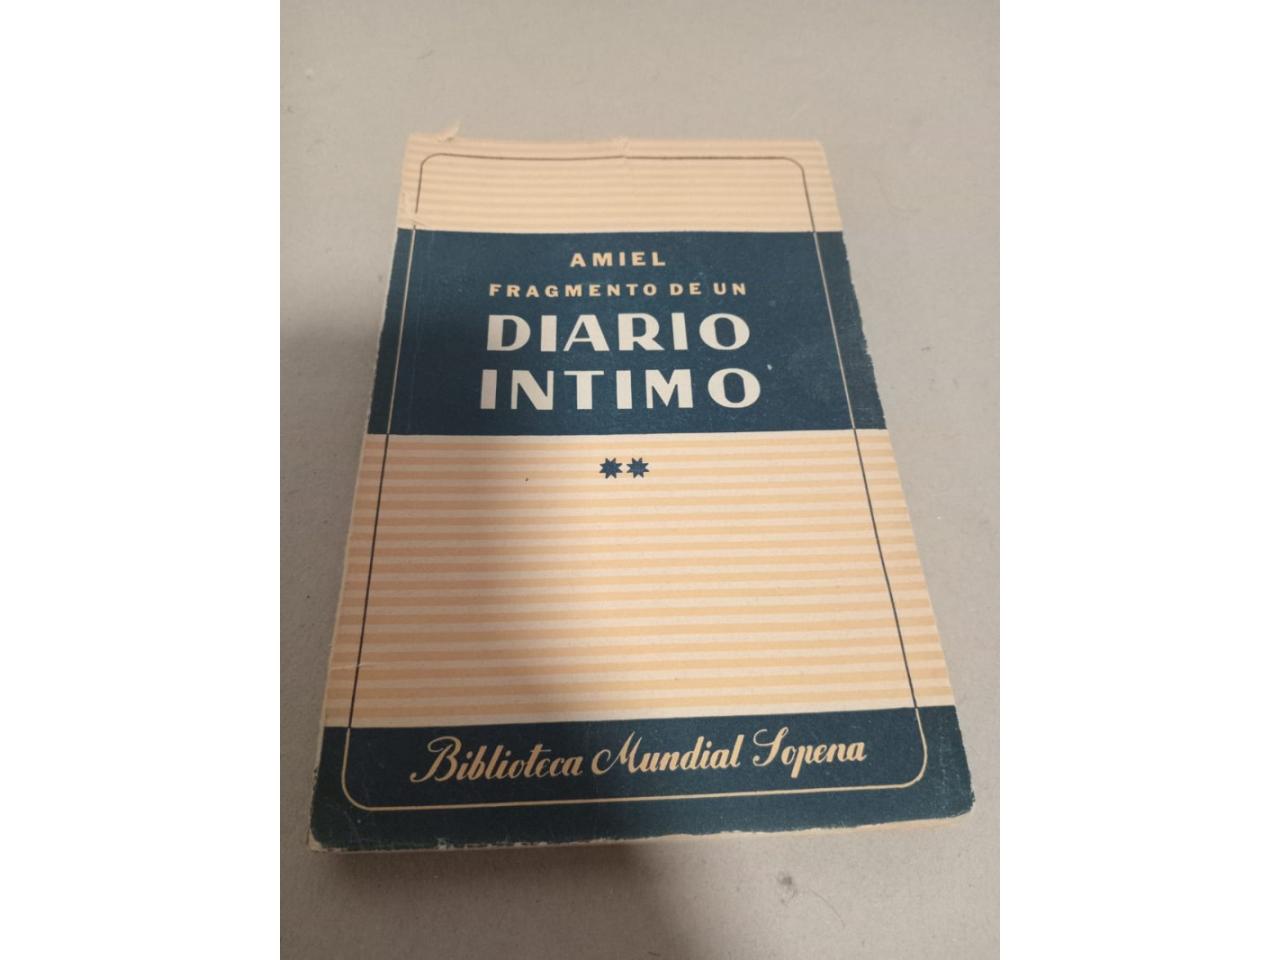 AMIEL
FRAGMENTO DE UN
DIARIO
INTIMO
**
Biblioteca Mundial Sopena